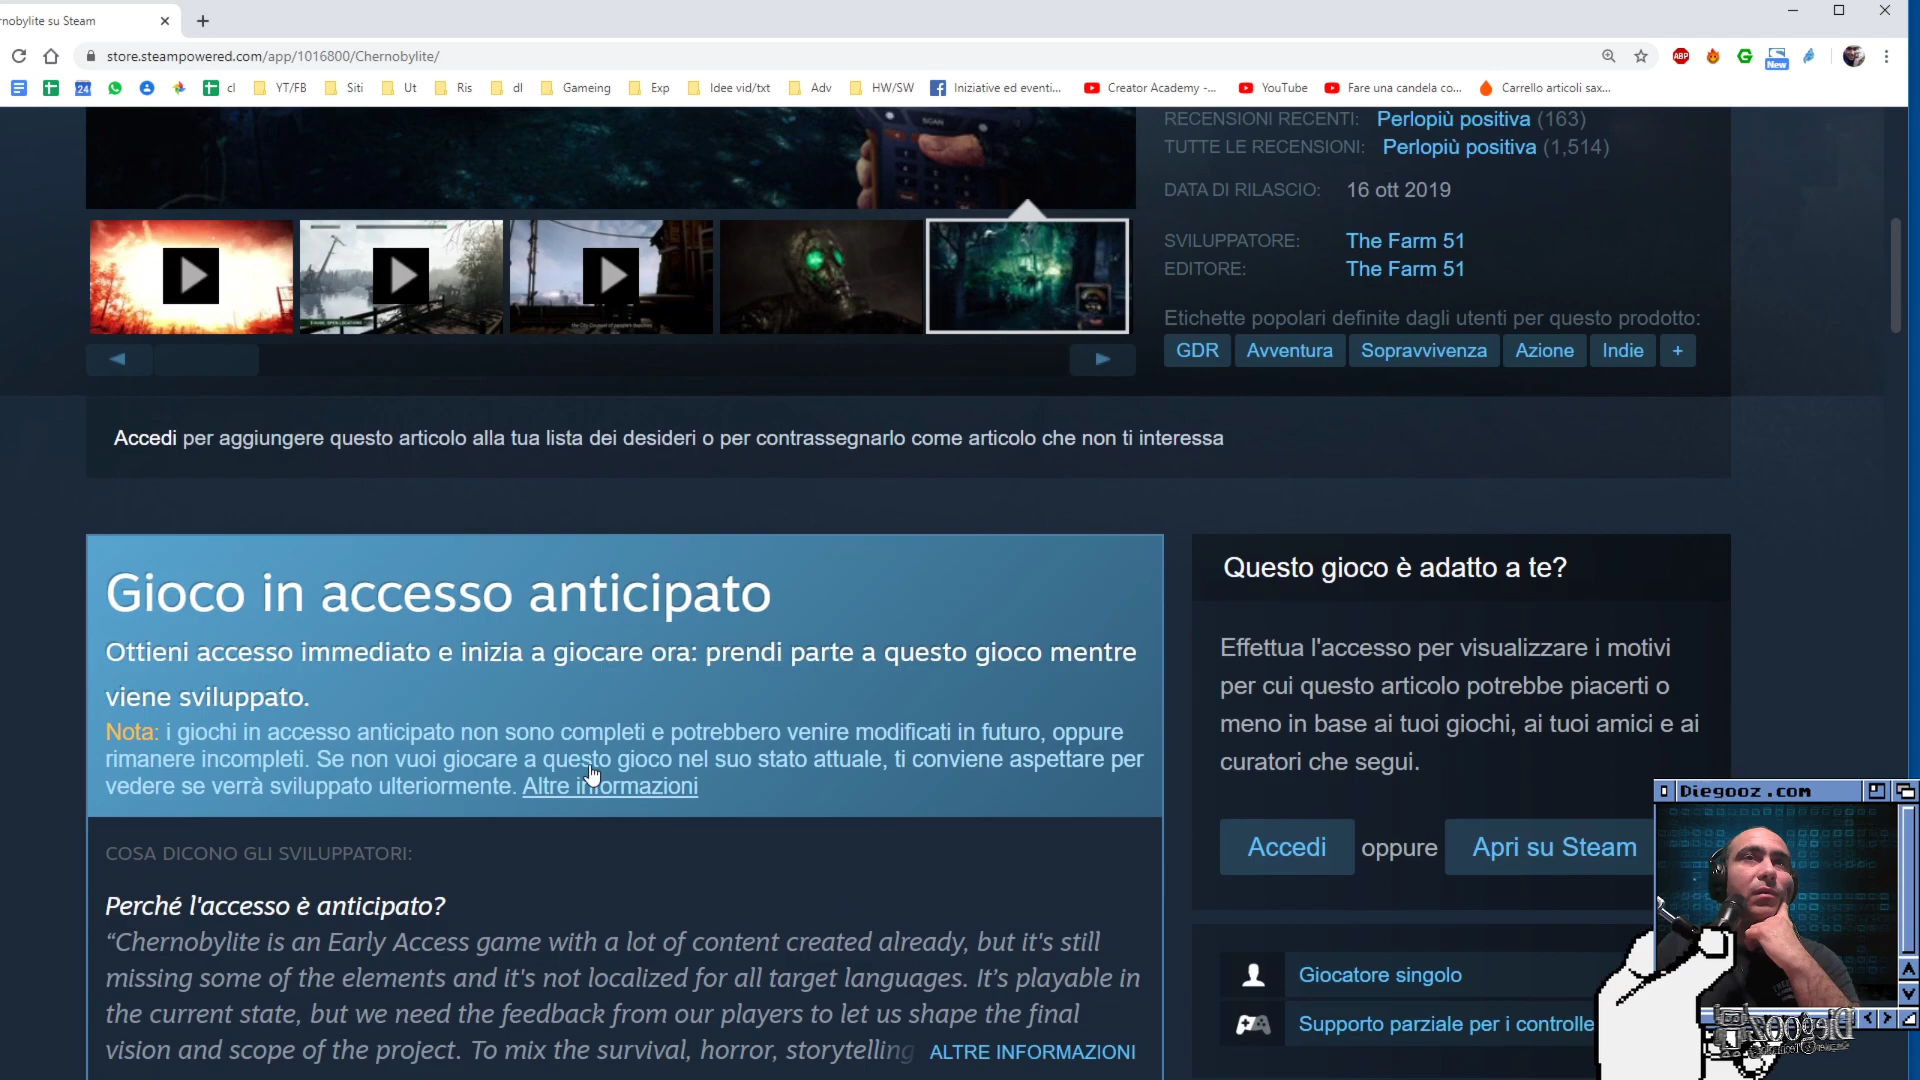 rnobylite su Steam
store.steampowered.com/app/1016800/Chernobylite/
ABP
New
24
cl
YT/FB
Siti
Ut
Ris
dl
Gameing
Exp
Idee vid/txt
Adv
HW/SW
Iniziative ed eventi...
Creator Academy -...
YouTube
Fare una candela co...
Carrello articoli sax...
SCAN
RECENSIONI RECENTI: Perlopiù positiva (163)
TUTTE LE RECENSIONI: Perlopiù positiva (1,514)
DATA DI RILASCIO: 16 ott 2019
SVILUPPATORE: The Farm 51
EDITORE: The Farm 51
Etichette popolari definite dagli utenti per questo prodotto:
GDR Avventura Sopravvivenza Azione Indie +
Accedi per aggiungere questo articolo alla tua lista dei desideri o per contrassegnarlo come articolo che non ti interessa
Gioco in accesso anticipato
Ottieni accesso immediato e inizia a giocare ora: prendi parte a questo gioco mentre
viene sviluppato.
Nota: i giochi in accesso anticipato non sono completi e potrebbero venire modificati in futuro, oppure
rimanere incompleti. Se non vuoi giocare a questo gioco nel suo stato attuale, ti conviene aspettare per
vedere se verrà sviluppato ulteriormente. Altre informazioni
COSA DICONO GLI SVILUPPATORI:
Perché l'accesso è anticipato?
“Chernobylite is an Early Access game with a lot of content created already, but it's still
missing some of the elements and it's not localized for all target languages. It’s playable in
the current state, but we need the feedback from our players to let us shape the final
vision and scope of the project. To mix the survival, horror, storytelling
ALTRE INFORMAZIONI
Questo gioco è adatto a te?
Effettua l'accesso per visualizzare i motivi
per cui questo articolo potrebbe piacerti o
meno in base ai tuoi giochi, ai tuoi amici e ai
curatori che segui.
Accedi oppure Apri su Steam
Giocatore singolo
Supporto parziale per i controlle
Diegooz.com
Diegooz